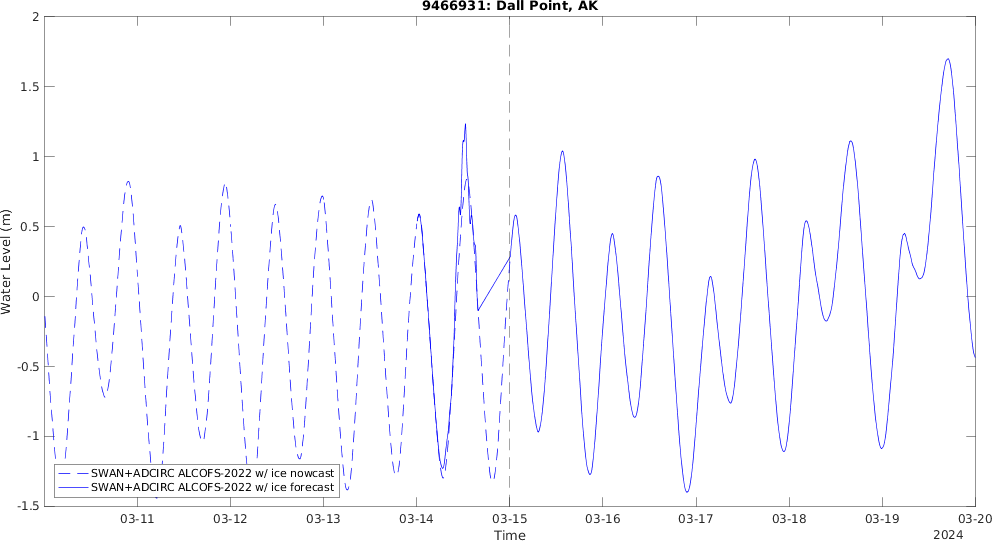 9466931: Dall Point, AK
Water Level (m)
2
1.5
1
0.5
0
-0.5
-1
-1.5
SWAN+ADCIRC ALCOFS-2022 w/ ice nowcast
SWAN+ADCIRC ALCOFS-2022 w/ ice forecast
03-11 03-12 03-13 03-14 03-15 03-16 03-17 03-18 03-19 03-20
Time
2024